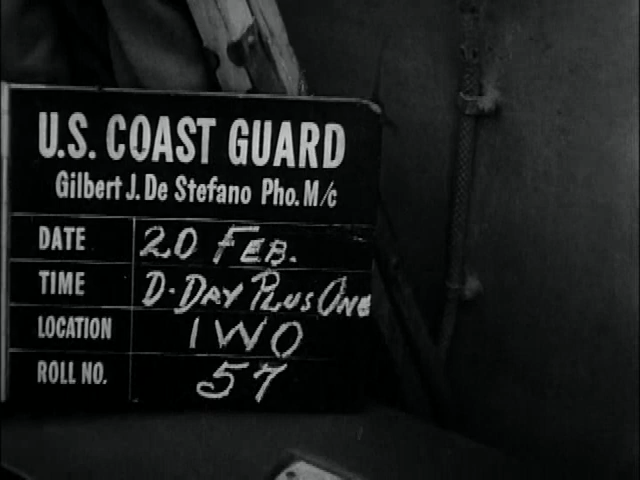 U.S. COAST GUARD
Gilbert J. De Stefano Pho. M/c
DATE 20 FEB.
TIME D-DAY PLUS ONE
LOCATION IWO
ROLL NO. 57